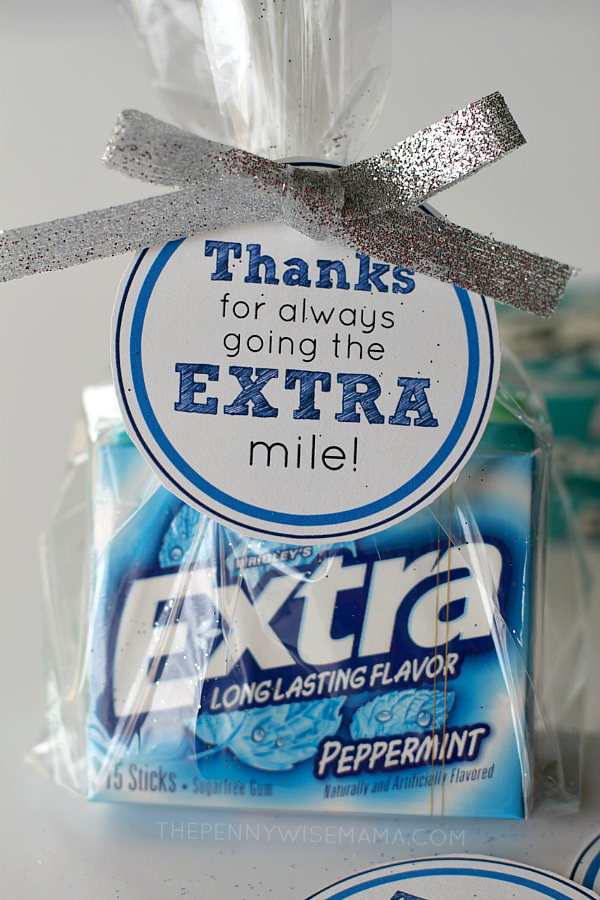 Thanks
for always
going the
EXTRA
mile!
WRIGLEY'S
Extra
LONG LASTING FLAVOR
PEPPERMINT
15 Sticks • Sugarfree Gum
Naturally and Artificially Flavored
THEPENNYWISEMAMA.COM